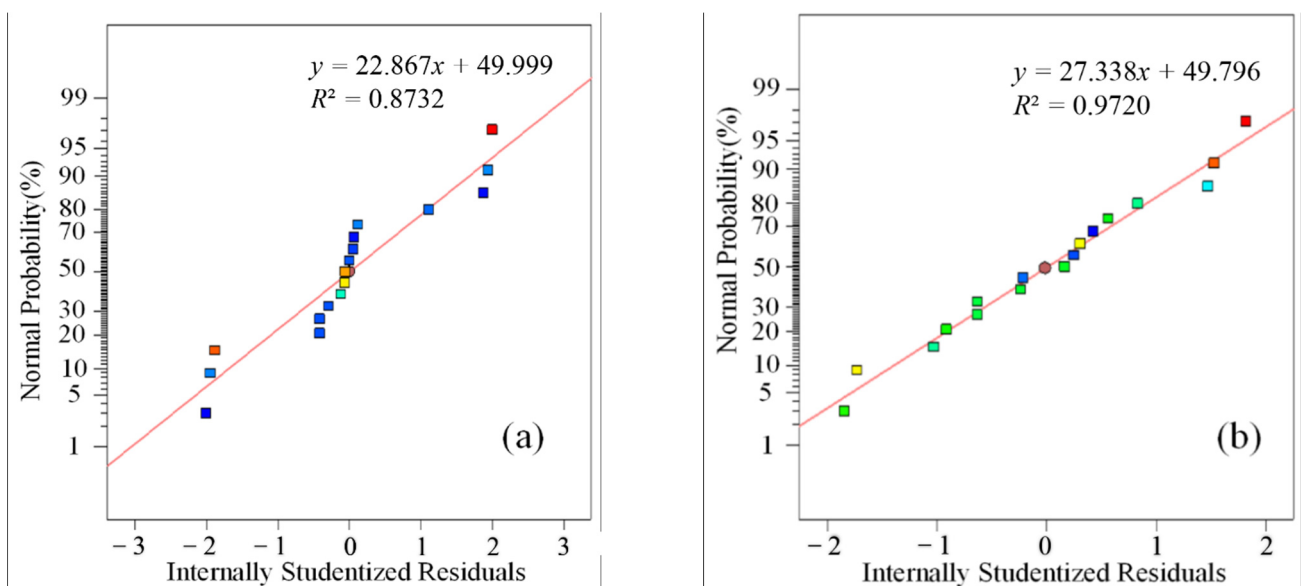 y = 22.867x + 49.999
R² = 0.8732
Normal Probability(%)
99
95
90
80
70
50
30
20
10
5
1
(a)
−3 −2 −1 0 1 2 3
Internally Studentized Residuals
y = 27.338x + 49.796
R² = 0.9720
Normal Probability(%)
99
95
90
80
70
50
30
20
10
5
1
(b)
−2 −1 0 1 2
Internally Studentized Residuals